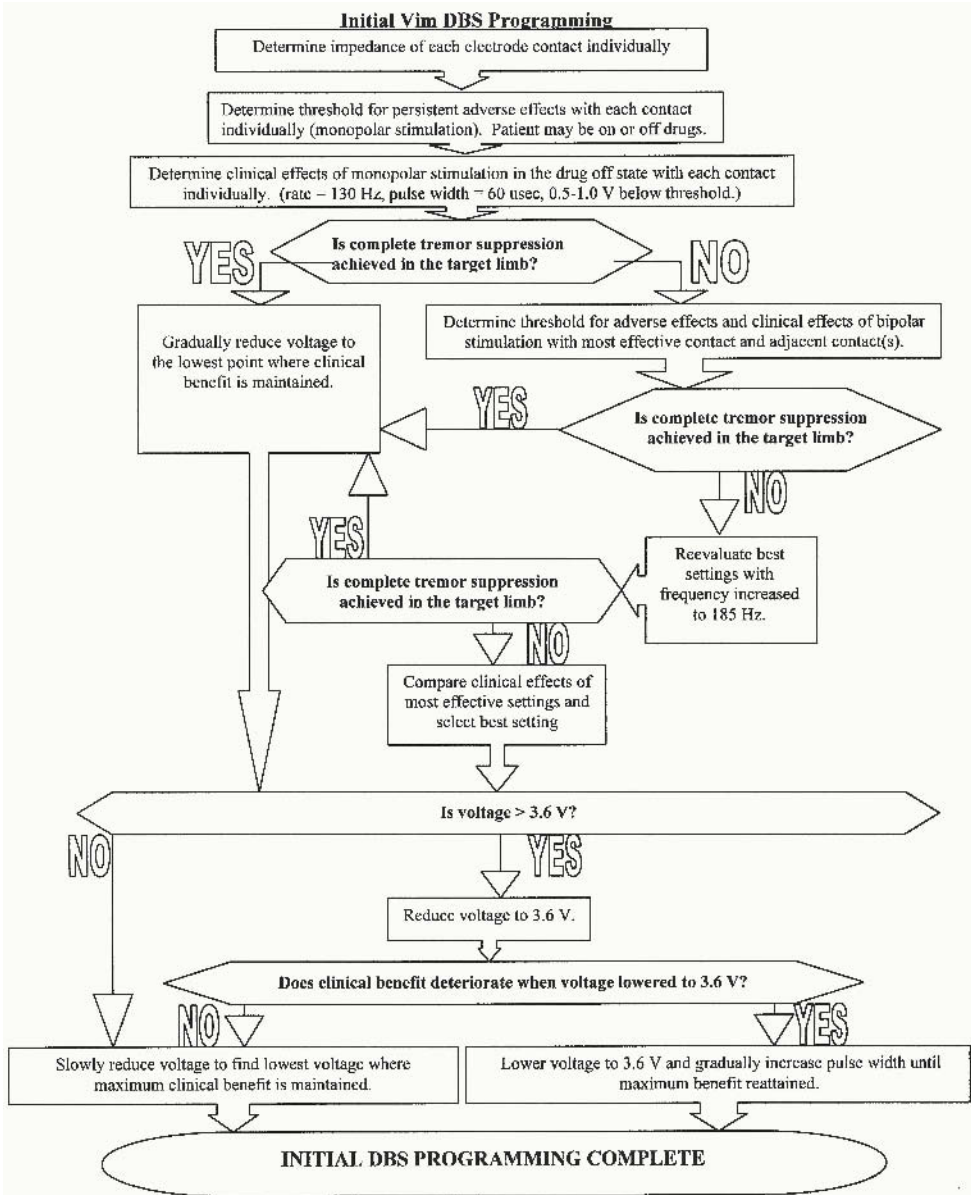 Initial Vim DBS Programming
Determine impedance of each electrode contact individually
Determine threshold for persistent adverse effects with each contact
individually (monopolar stimulation). Patient may be on or off drugs.
Determine clinical effects of monopolar stimulation in the drug off state with each contact
individually. (rate – 130 Hz, pulse width = 60 usec, 0.5-1.0 V below threshold.)
YES
Is complete tremor suppression
achieved in the target limb?
NO
Gradually reduce voltage to
the lowest point where clinical
benefit is maintained.
Determine threshold for adverse effects and clinical effects of bipolar
stimulation with most effective contact and adjacent contact(s).
YES
Is complete tremor suppression
achieved in the target limb?
NO
YES
Reevaluate best
settings with
frequency increased
to 185 Hz.
Is complete tremor suppression
achieved in the target limb?
NO
Compare clinical effects of
most effective settings and
select best setting
Is voltage > 3.6 V?
NO
YES
Reduce voltage to 3.6 V.
Does clinical benefit deteriorate when voltage lowered to 3.6 V?
NO
YES
Slowly reduce voltage to find lowest voltage where
maximum clinical benefit is maintained.
Lower voltage to 3.6 V and gradually increase pulse width until
maximum benefit reattained.
INITIAL DBS PROGRAMMING COMPLETE